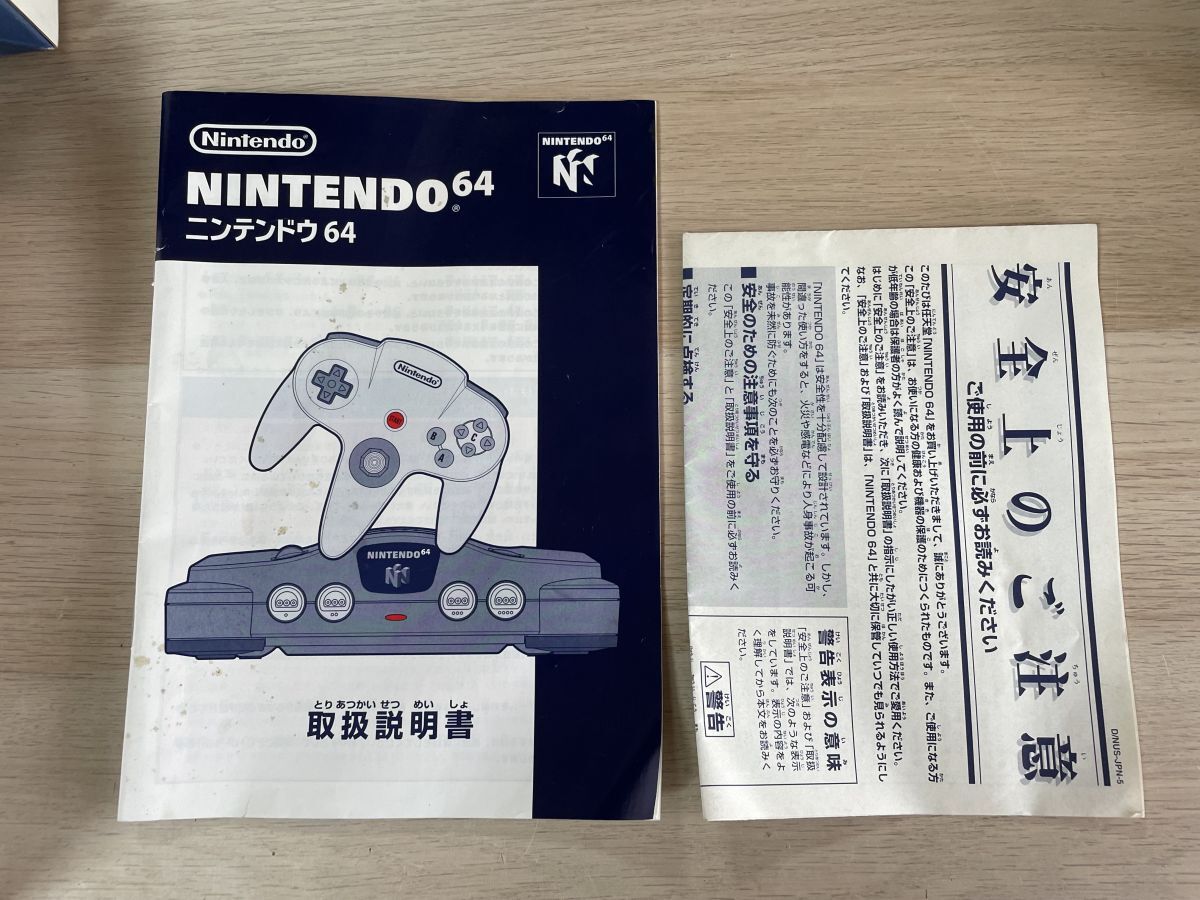 Nintendo®
NINTENDO64®
ニンテンドウ64
NINTENDO64
Nintendo®
START
B
A
C
NINTENDO64
とりあつかいせつめいしょ
取扱説明書
D/NUS-JPN-5
安全上のご注意
ご使用の前に必ずお読みください
このたびは任天堂「NINTENDO 64」をお買い上げいただきまして、誠にありがとうございます。
この「安全上のご注意」は、お使いになる方の健康および機器の保護のためにつくられたものです。また、ご使用になる方
が低年齢の場合は保護者の方がよく読んで説明してください。
はじめに「安全上のご注意」をお読みいただき、次に「取扱説明書」の指示にしたがい正しい使用方法でご愛用ください。
なお、「安全上のご注意」および「取扱説明書」は、「NINTENDO 64」と共に大切に保管していつでも見られるようにし
てください。
「NINTENDO 64」は安全性を十分配慮して設計されています。しかし、
間違った使い方をすると、火災や感電などにより人身事故が起こる可
能性があります。
事故を未然に防ぐためにも次のことを必ずお守りください。
■安全のための注意事項を守る
この「安全上のご注意」と「取扱説明書」をご使用の前に必ずお読みく
ださい。
■定期的に点検する
警告表示の意味
「安全上のご注意」および「取扱
説明書」では、次のような表示
をしています。表示の内容をよ
く理解してから本文をお読みく
ださい。
⚠警告